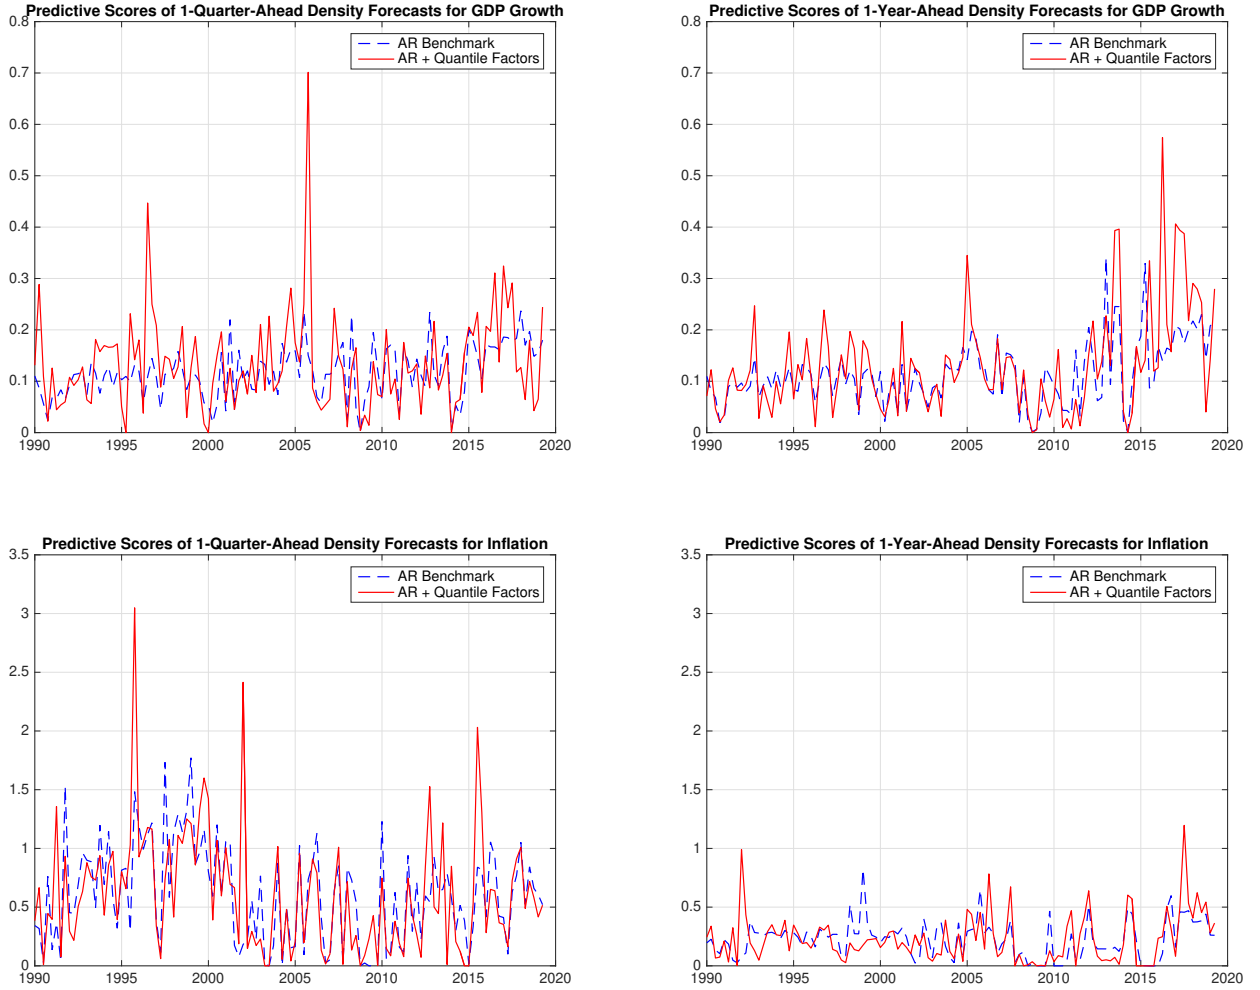 Predictive Scores of 1-Quarter-Ahead Density Forecasts for GDP Growth
0.8
0.7
0.6
0.5
0.4
0.3
0.2
0.1
0
AR Benchmark
AR + Quantile Factors
1990 1995 2000 2005 2010 2015 2020
Predictive Scores of 1-Year-Ahead Density Forecasts for GDP Growth
0.8
0.7
0.6
0.5
0.4
0.3
0.2
0.1
0
AR Benchmark
AR + Quantile Factors
1990 1995 2000 2005 2010 2015 2020
Predictive Scores of 1-Quarter-Ahead Density Forecasts for Inflation
3.5
3
2.5
2
1.5
1
0.5
0
AR Benchmark
AR + Quantile Factors
1990 1995 2000 2005 2010 2015 2020
Predictive Scores of 1-Year-Ahead Density Forecasts for Inflation
3.5
3
2.5
2
1.5
1
0.5
0
AR Benchmark
AR + Quantile Factors
1990 1995 2000 2005 2010 2015 2020